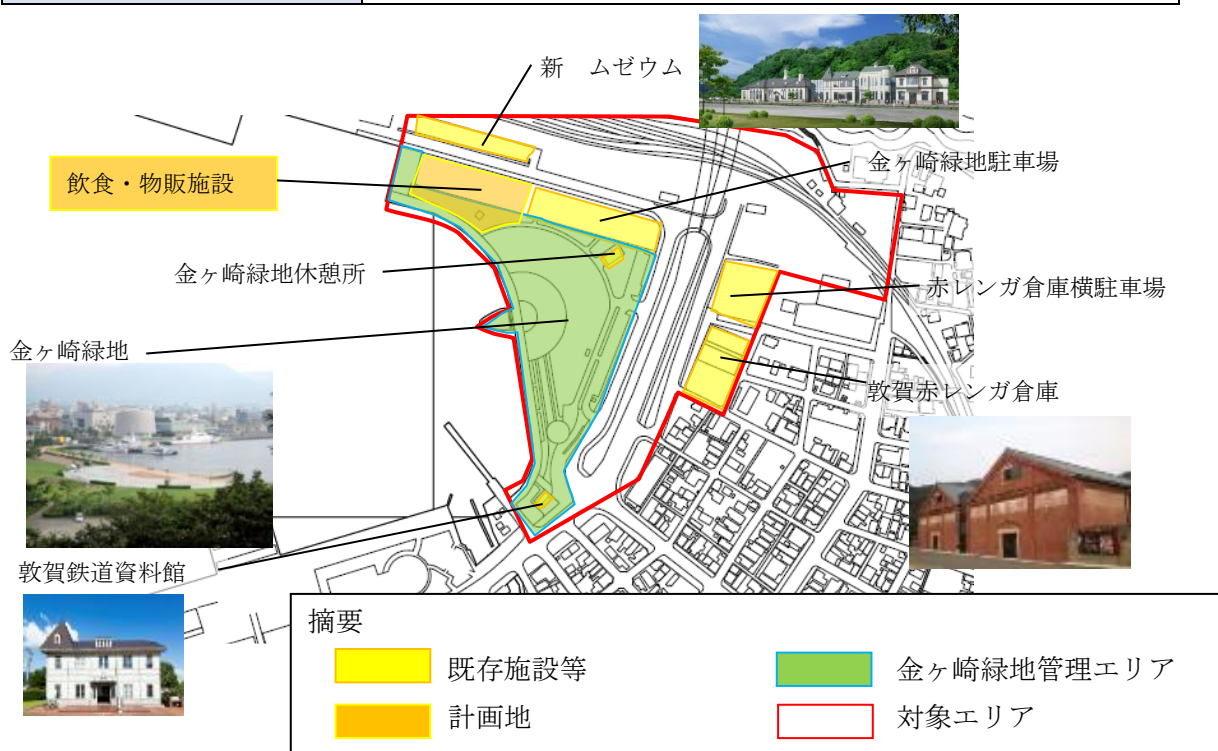 新　ムゼウム
金ヶ崎緑地駐車場
飲食・物販施設
金ヶ崎緑地休憩所
赤レンガ倉庫横駐車場
金ヶ崎緑地
敦賀赤レンガ倉庫
敦賀鉄道資料館
摘要
既存施設等
金ヶ崎緑地管理エリア
計画地
対象エリア